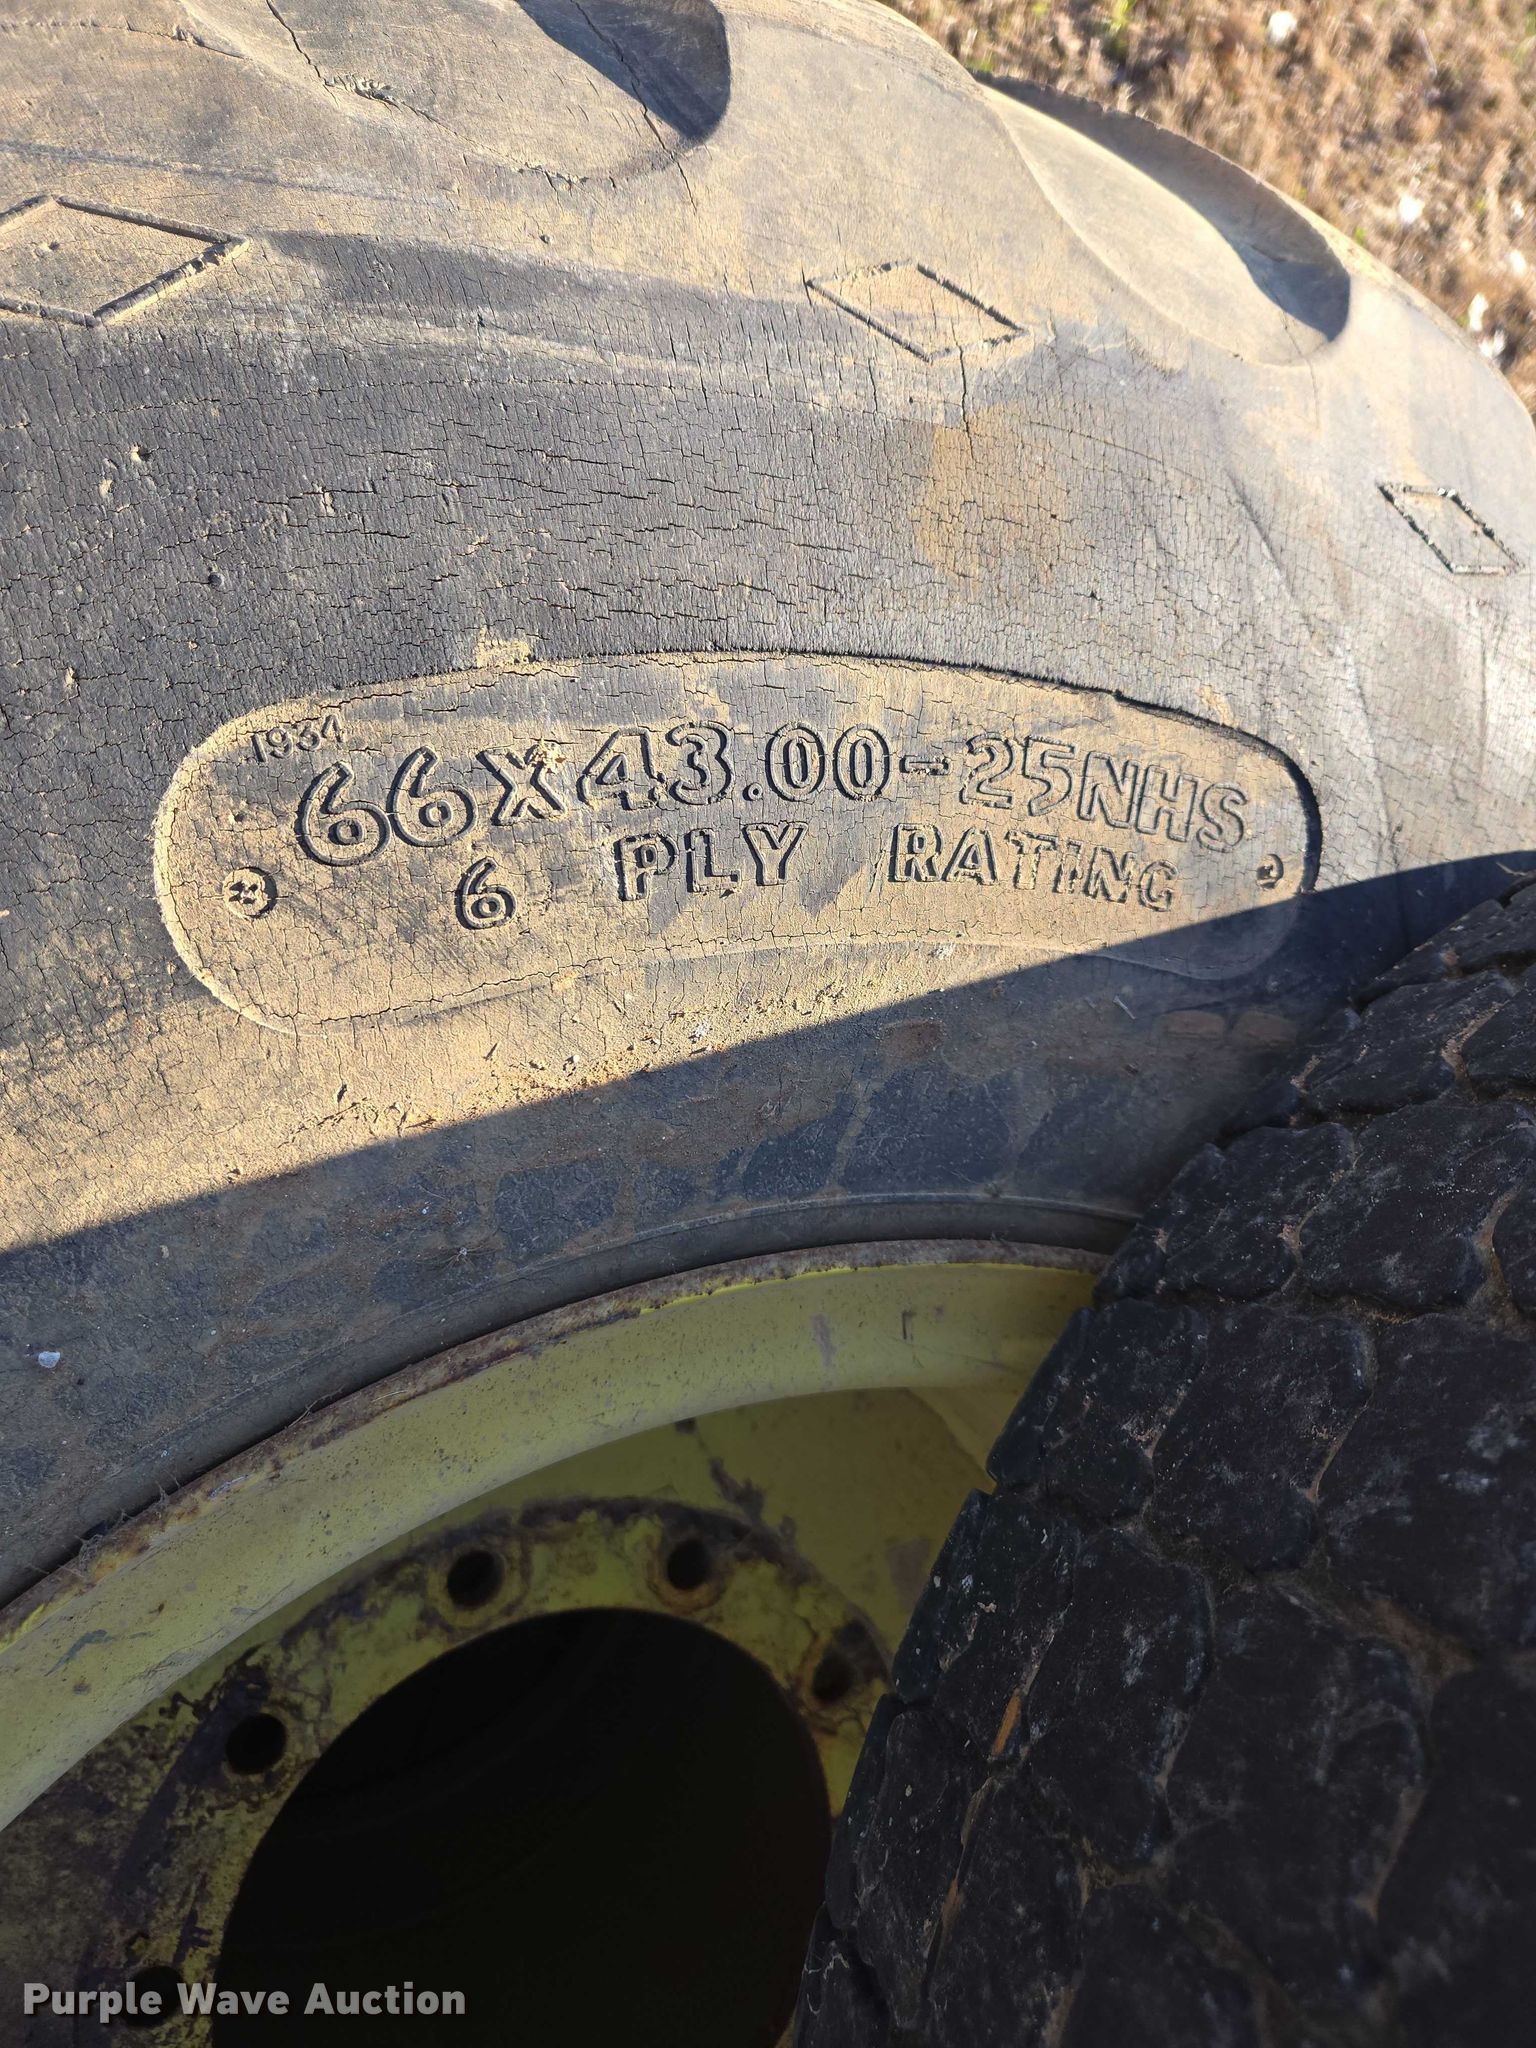 1934
66X43.00-25NHS
6 PLY RATING
Purple Wave Auction